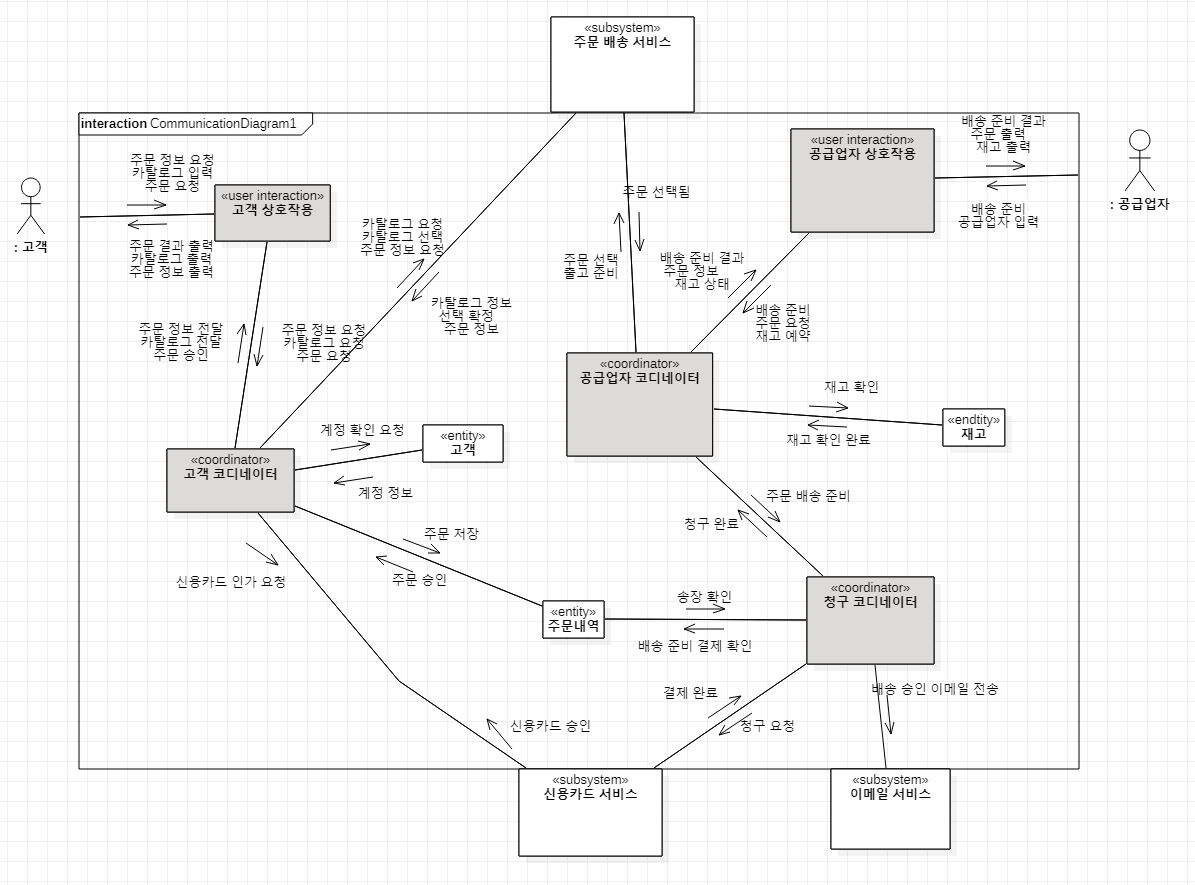 «subsystem»
주문 배송 서비스
interaction CommunicationDiagram1
주문 정보 요청
카탈로그 입력
주문 요청
«user interaction»
고객 상호작용
: 고객
주문 결과 출력
카탈로그 출력
주문 정보 출력
«user interaction»
공급업자 상호작용
배송 준비 결과
주문 출력
재고 출력
배송 준비
공급업자 입력
: 공급업자
카탈로그 요청
카탈로그 선택
주문 정보 요청
카탈로그 정보
선택 확정
주문 정보
주문 선택됨
주문 선택
출고 준비
배송 준비 결과
주문 정보
재고 상태
배송 준비
주문 요청
재고 예약
주문 정보 전달
카탈로그 전달
주문 승인
주문 정보 요청
카탈로그 요청
주문 요청
«coordinator»
공급업자 코디네이터
재고 확인
재고 확인 완료
«endtity»
재고
«coordinator»
고객 코디네이터
계정 확인 요청
계정 정보
«entity»
고객
주문 배송 준비
청구 완료
주문 저장
주문 승인
신용카드 인가 요청
«entity»
주문내역
송장 확인
배송 준비 결제 확인
«coordinator»
청구 코디네이터
결제 완료
청구 요청
배송 승인 이메일 전송
신용카드 승인
«subsystem»
신용카드 서비스
«subsystem»
이메일 서비스